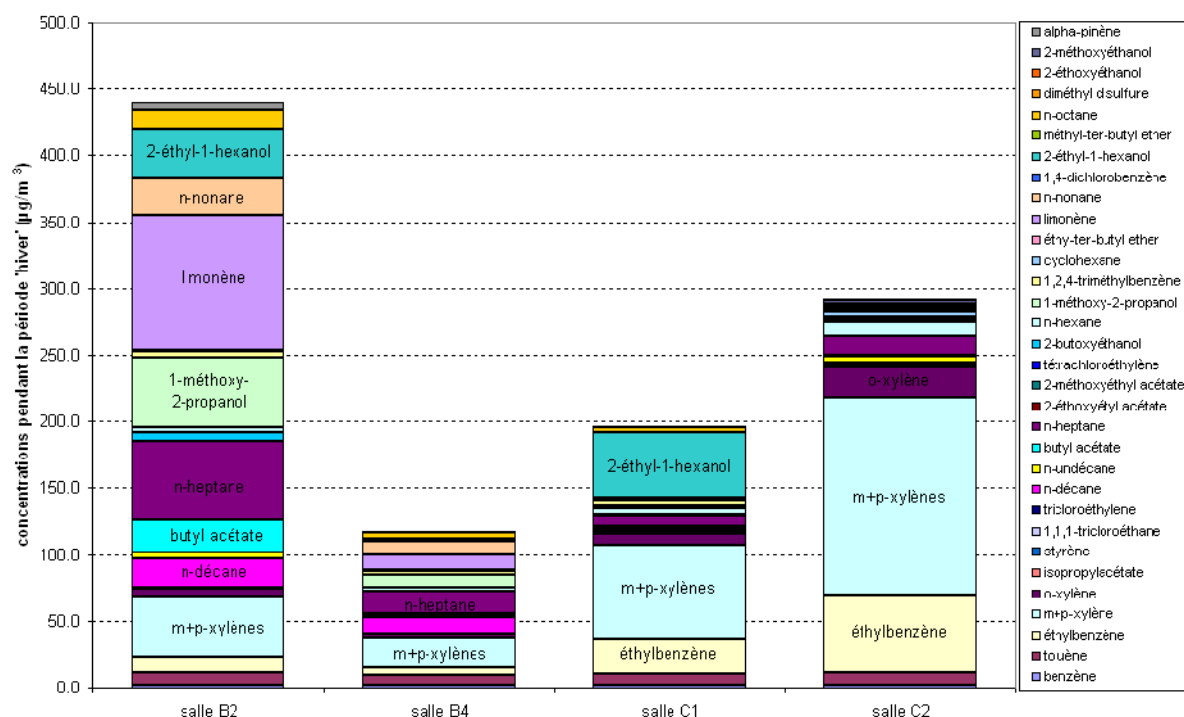 500.0
450.0
400.0
350.0
300.0
250.0
200.0
150.0
100.0
50.0
0.0
concentrations pendant la période 'hiver' (µg/m³)
2-éthyl-1-hexanol
n-nonare
l monène
1-méthoxy-
2-propanol
n-heptare
butyl acétate
n-décane
m+p-xylènes
n-heptane
m+p-xylènes
2-éthyl-1-hexanol
m+p-xylènes
éthylbenzène
o-xylène
m+p-xylènes
éthylbenzène
salle B2
salle B4
salle C1
salle C2
alpha-pinène
2-méthoxyéthanol
2-éthoxyéthanol
diméthyl disulfure
n-octane
méthyl-ter-butyl ether
2-éthyl-1-hexanol
1,4-dichlorobenzène
n-nonane
limonène
éthy-ter-butyl ether
cyclohexane
1,2,4-triméthylbenzène
1-méthoxy-2-propanol
n-hexane
2-butoxyéthanol
tétrachloroéthylène
2-méthoxyéthyl acétate
2-éthoxyétyl acétate
n-heptane
butyl acétate
n-undécane
n-décane
tricloroéthylene
1,1,1-tricloroéthane
styrène
isopropylacétate
o-xylène
m+p-xylène
éthylbenzène
touène
benzène